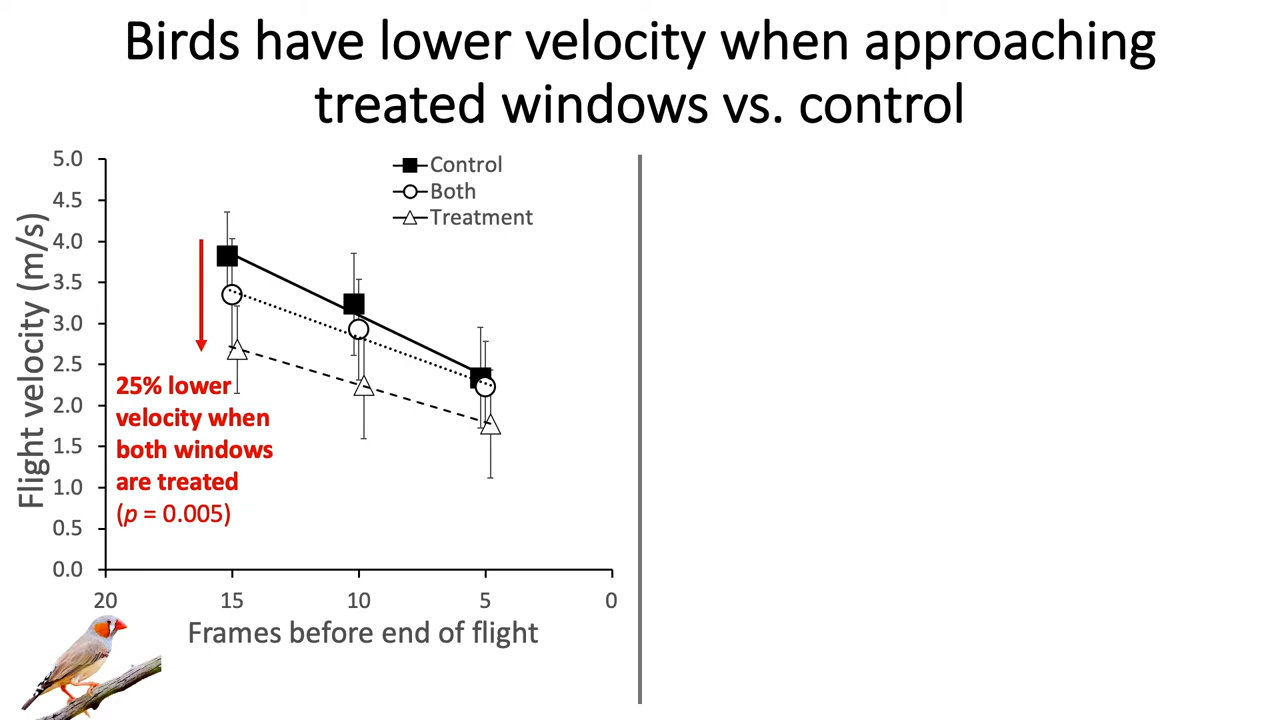 Birds have lower velocity when approaching
treated windows vs. control
5.0
4.5
4.0
3.5
3.0
2.5
2.0
1.5
1.0
0.5
0.0
Flight velocity (m/s)
Control
Both
Treatment
25% lower
velocity when
both windows
are treated
(p = 0.005)
20 15 10 5 0
Frames before end of flight